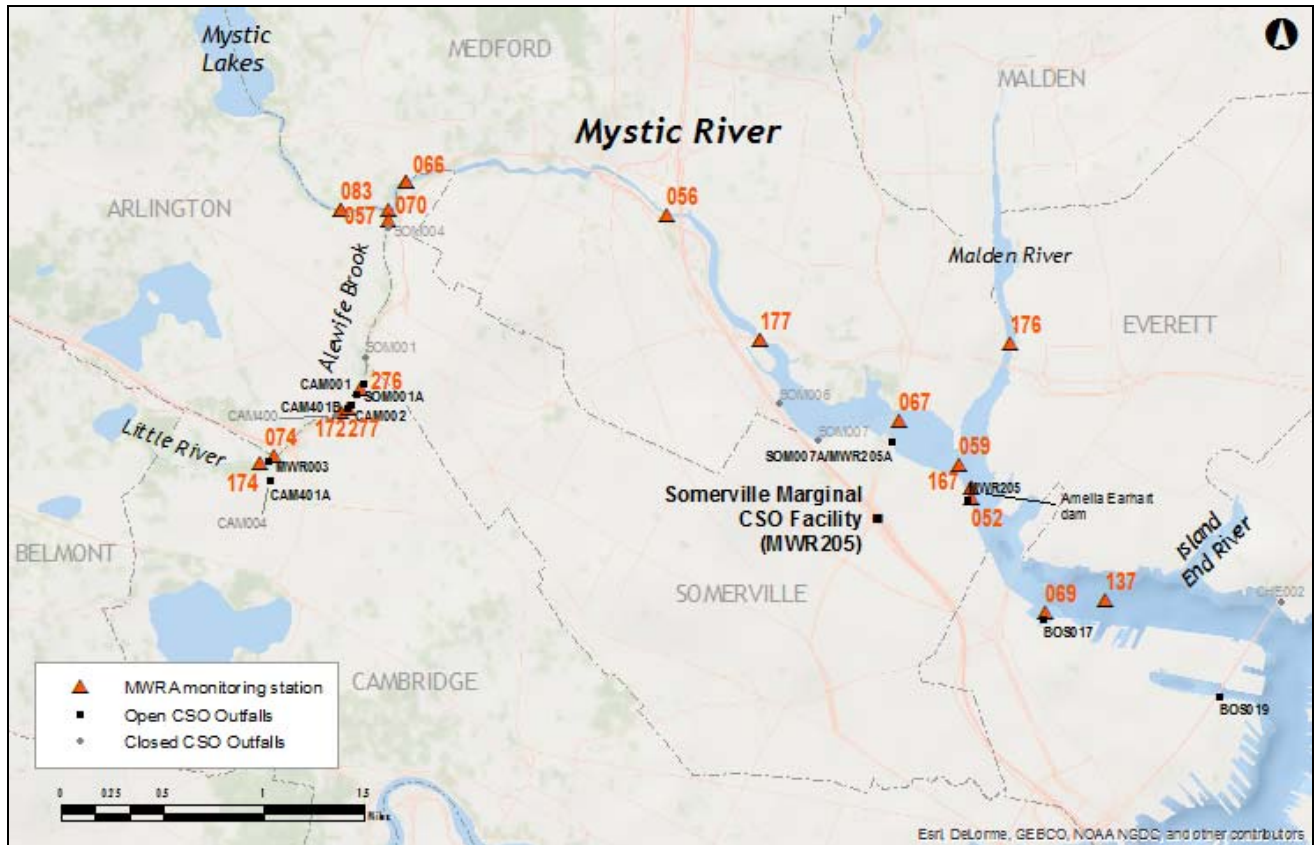 Mystic
Lakes
MEDFORD
MALDEN
Mystic River
066
083
070
057
SOM004
ARLINGTON
056
Malden River
Alewife Brook
177
176
EVERETT
SOM001
CAM001
276
SOM001A
CAM401B
CAM400
CAM002
172
277
SOM006
067
SOM007
Little River
074
MWR003
174
CAM401A
CAM004
SOM007A/MWR205A
059
167
MWR205
052
Amelia Earhart
dam
Somerville Marginal
CSO Facility
(MWR205)
BELMONT
Island
End River
SOMERVILLE
069
137
CHE002
BOS017
CAMBRIDGE
BOS019
MWRA monitoring station
Open CSO Outfalls
Closed CSO Outfalls
0 0.25 0.5 1 1.5
Miles
Esri, DeLorme, GEBCO, NOAA NGDC, and other contributors